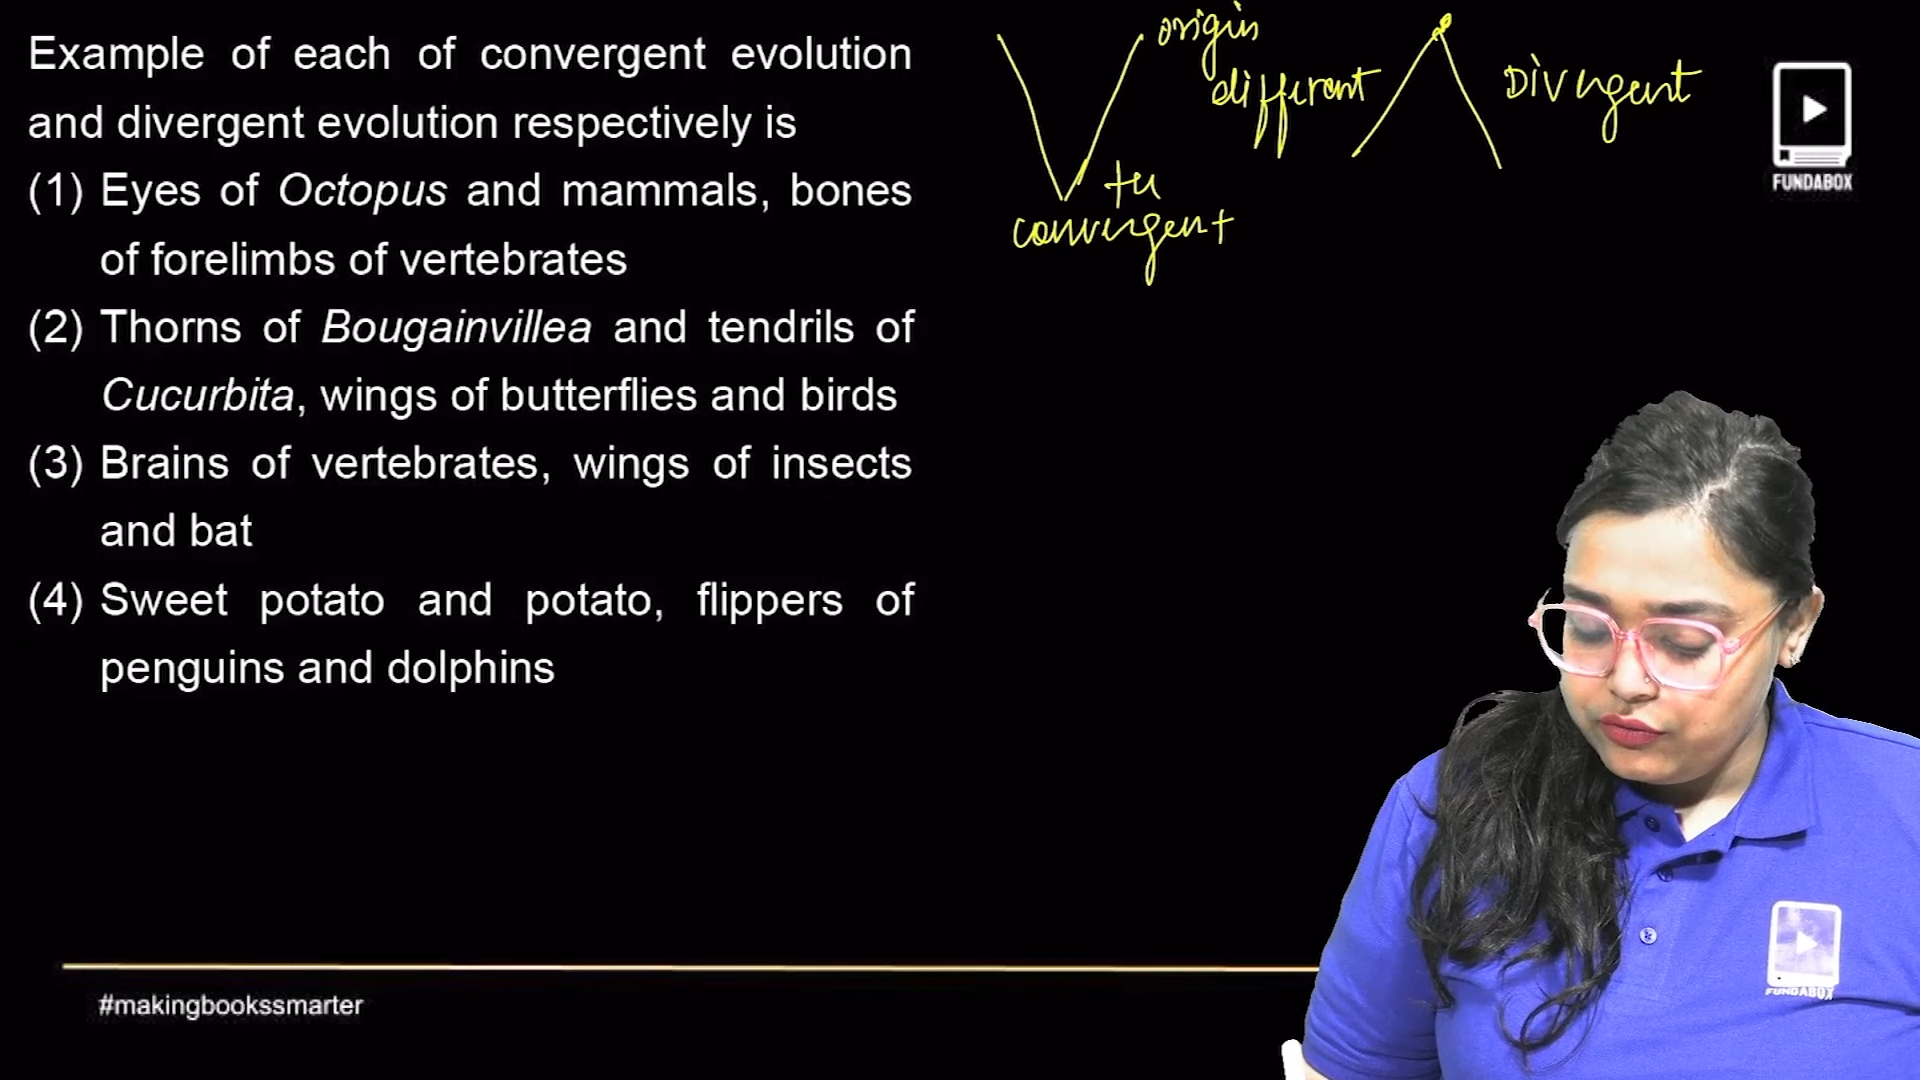 Example of each of convergent evolution
and divergent evolution respectively is
(1) Eyes of Octopus and mammals, bones
of forelimbs of vertebrates
(2) Thorns of Bougainvillea and tendrils of
Cucurbita, wings of butterflies and birds
(3) Brains of vertebrates, wings of insects
and bat
(4) Sweet potato and potato, flippers of
penguins and dolphins
origin
different
Divergent
convergent
FUNDABOX
FUNDABOX
#makingbookssmarter